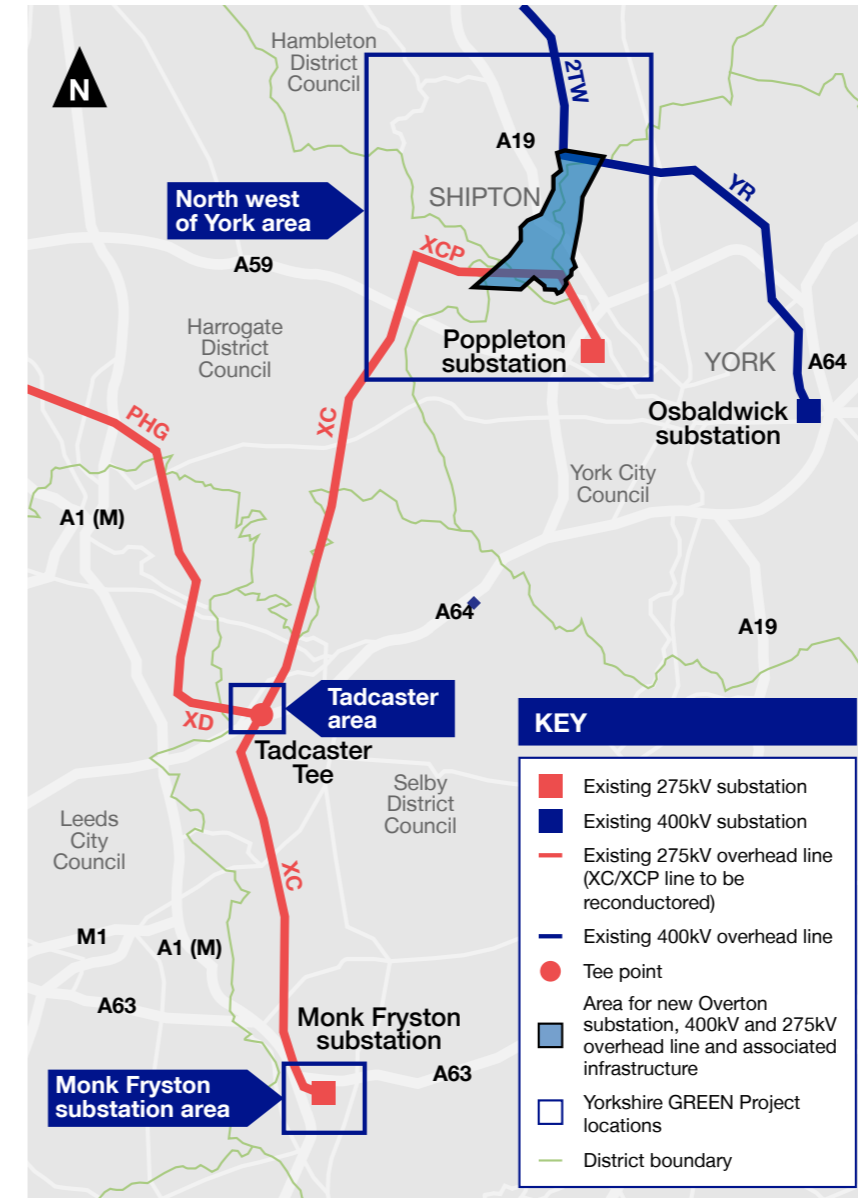 Hambleton
District
Council
N
2TW
A19
SHIPTON
North west
of York area
YR
XCP
A59
Harrogate
District
Council
Poppleton
substation
YORK
A64
Osbaldwick
substation
PHG
XC
York City
Council
A1 (M)
A64
A19
Tadcaster
area
XD
Tadcaster
Tee
Selby
District
Council
Leeds
City
Council
XC
M1
A1 (M)
A63
Monk Fryston
substation
A63
Monk Fryston
substation area
KEY
Existing 275kV substation
Existing 400kV substation
Existing 275kV overhead line
(XC/XCP line to be
reconductored)
Existing 400kV overhead line
Tee point
Area for new Overton
substation, 400kV and 275kV
overhead line and associated
infrastructure
Yorkshire GREEN Project
locations
District boundary